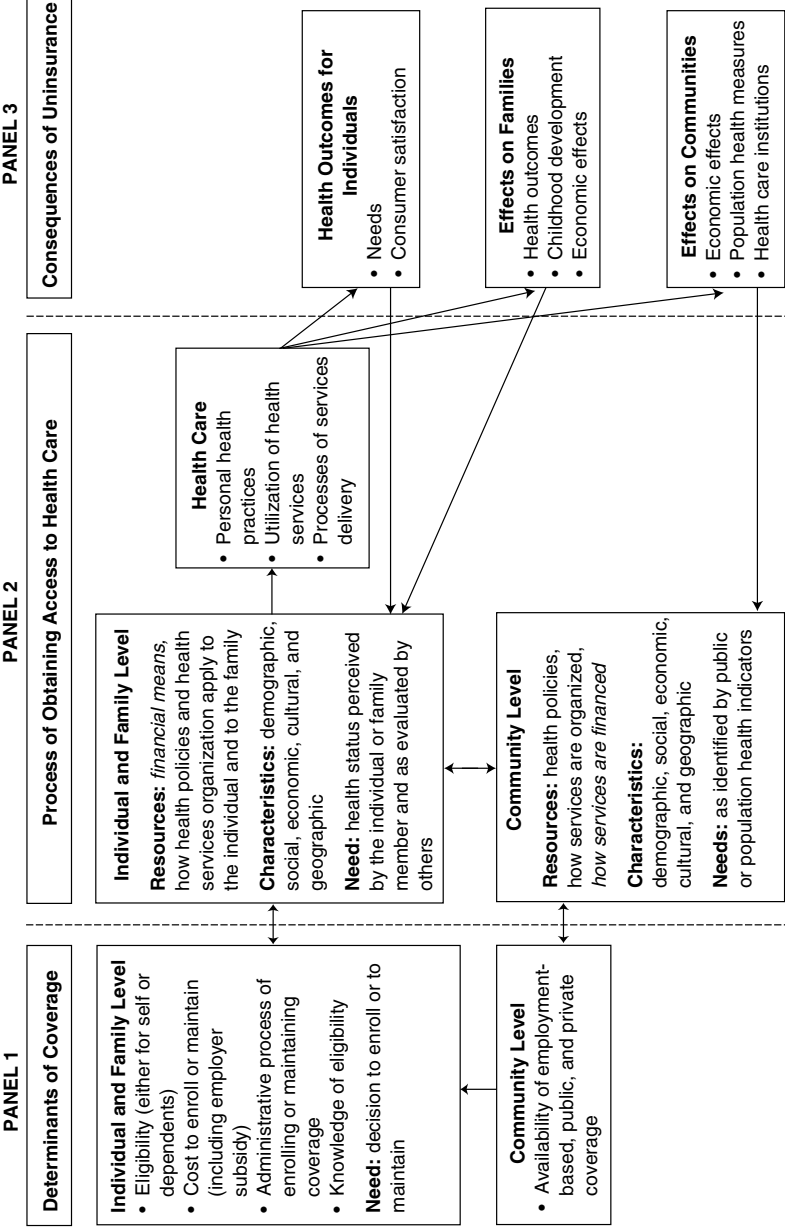 PANEL 1
Determinants of Coverage
Individual and Family Level
• Eligibility (either for self or
dependents)
• Cost to enroll or maintain
(including employer
subsidy)
• Administrative process of
enrolling or maintaining
coverage
• Knowledge of eligibility
Need: decision to enroll or to
maintain
Community Level
• Availability of employment-
based, public, and private
coverage
PANEL 2
Process of Obtaining Access to Health Care
Individual and Family Level
Resources: financial means,
how health policies and health
services organization apply to
the individual and to the family
Characteristics: demographic,
social, economic, cultural, and
geographic
Need: health status perceived
by the individual or family
member and as evaluated by
others
Community Level
Resources: health policies,
how services are organized,
how services are financed
Characteristics:
demographic, social, economic,
cultural, and geographic
Needs: as identified by public
or population health indicators
Health Care
• Personal health
practices
• Utilization of health
services
• Processes of services
delivery
PANEL 3
Consequences of Uninsurance
Health Outcomes for
Individuals
• Needs
• Consumer satisfaction
Effects on Families
• Health outcomes
• Childhood development
• Economic effects
Effects on Communities
• Economic effects
• Population health measures
• Health care institutions